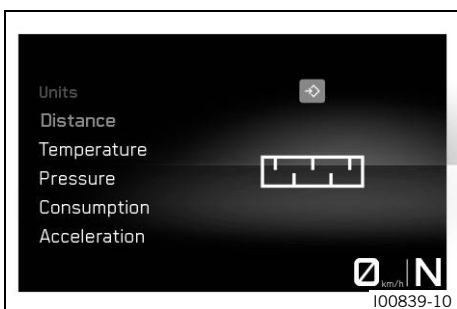 Units
Distance
Temperature
Pressure
Consumption
Acceleration
0 km/h N
I00839-10